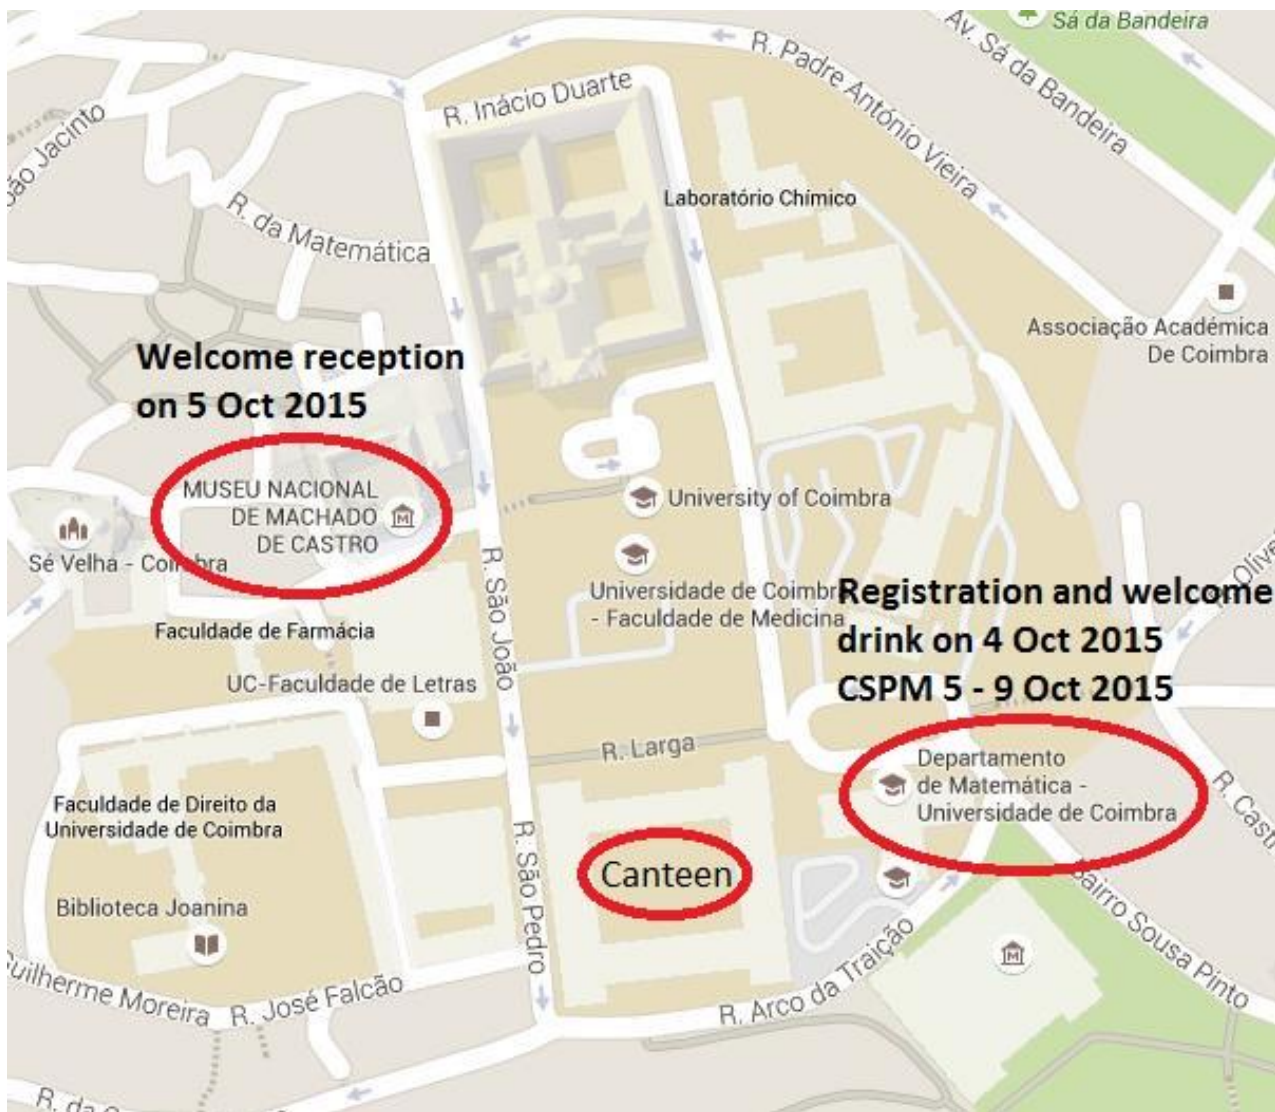 Sá da Bandeira
Av. Sá da Bandeira
R. Padre António Vieira
R. Inácio Duarte
São Jacinto
Laboratório Chímico
R. da Matemática
Associação Académica
De Coimbra
Welcome reception
on 5 Oct 2015
MUSEU NACIONAL
DE MACHADO
DE CASTRO
University of Coimbra
Sé Velha - Coimbra
R. São João
Universidade de Coimbra
- Faculdade de Medicina
Registration and welcome
drink on 4 Oct 2015
CSPM 5 - 9 Oct 2015
Faculdade de Farmácia
UC-Faculdade de Letras
R. Larga
Departamento
de Matemática -
Universidade de Coimbra
Faculdade de Direito da
Universidade de Coimbra
R. São Pedro
Canteen
Biblioteca Joanina
Guilherme Moreira
R. José Falcão
R. Arco da Traição
Bairro Sousa Pinto
R. Cast
R. da